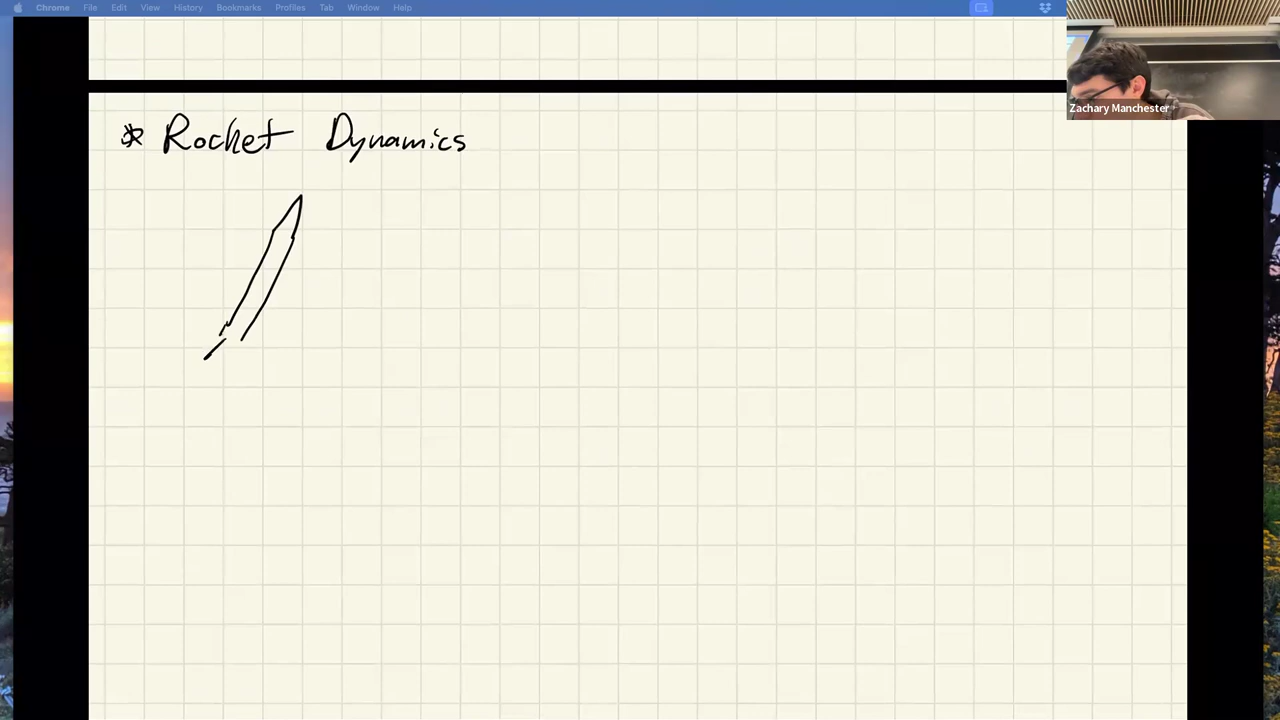 Chrome File Edit View History Bookmarks Profiles Tab Window Help
Zachary Manchester
* Rocket Dynamics